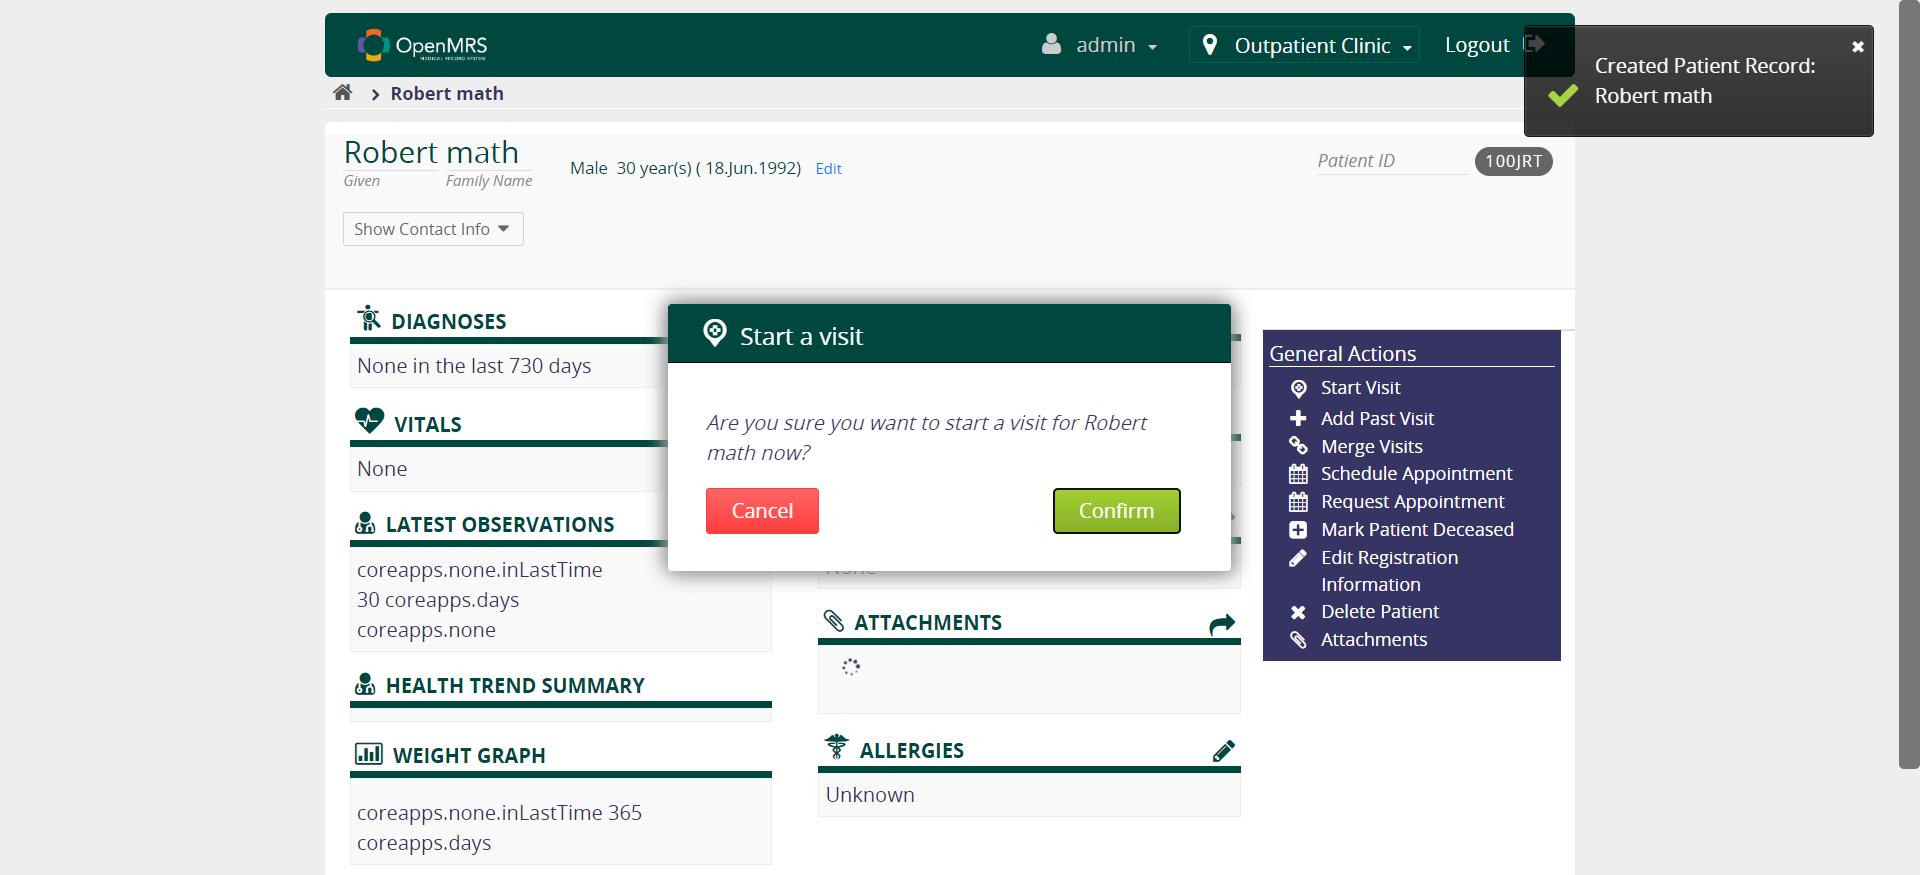 OpenMRS
MEDICAL RECORD SYSTEM
admin
Outpatient Clinic
Logout
Created Patient Record:
Robert math
Robert math
Robert math
Given
Family Name
Male 30 year(s) ( 18.Jun.1992) Edit
Patient ID
100JRT
Show Contact Info
DIAGNOSES
None in the last 730 days
VITALS
None
LATEST OBSERVATIONS
coreapps.none.inLastTime
30 coreapps.days
coreapps.none
HEALTH TREND SUMMARY
WEIGHT GRAPH
coreapps.none.inLastTime 365
coreapps.days
Start a visit
Are you sure you want to start a visit for Robert
math now?
Cancel
Confirm
None
ATTACHMENTS
ALLERGIES
Unknown
General Actions
Start Visit
Add Past Visit
Merge Visits
Schedule Appointment
Request Appointment
Mark Patient Deceased
Edit Registration
Information
Delete Patient
Attachments